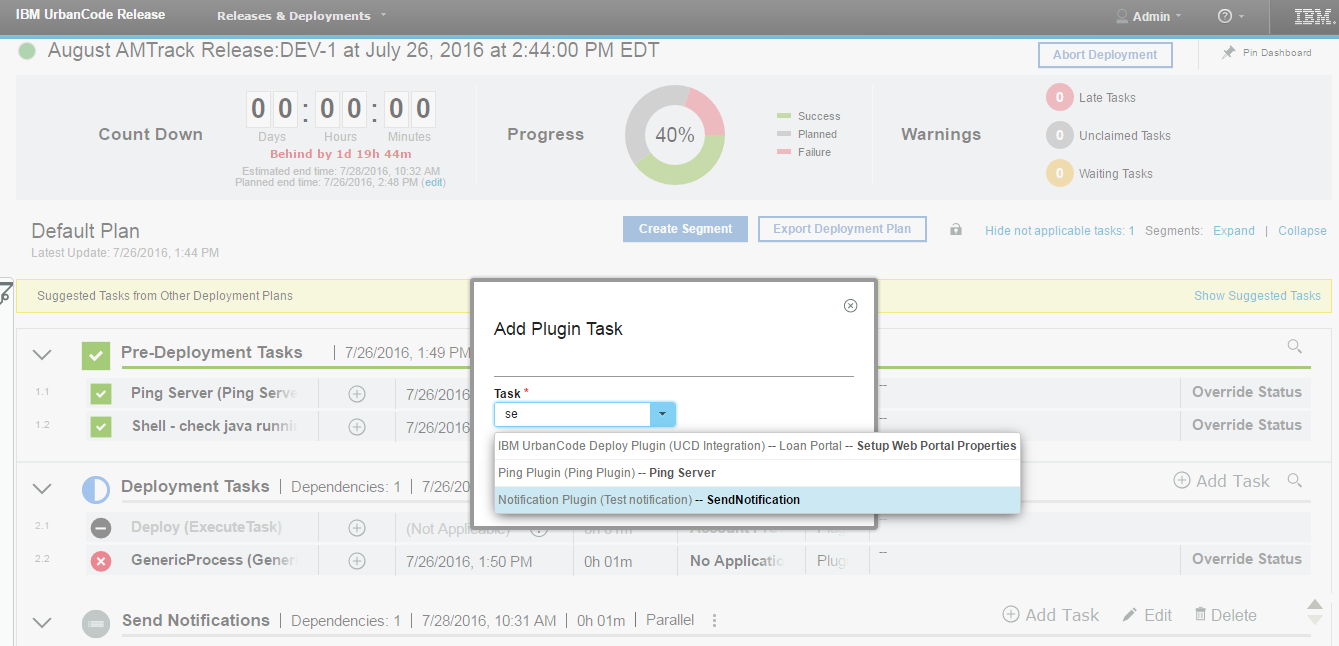 IBM UrbanCode Release
Releases & Deployments
Admin
?
IBM
August AMTrack Release:DEV-1 at July 26, 2016 at 2:44:00 PM EDT
Abort Deployment
Pin Dashboard
Count Down
00:00:00
Days Hours Minutes
Behind by 1d 19h 44m
Estimated end time: 7/28/2016, 10:32 AM
Planned end time: 7/26/2016, 2:48 PM (edit)
Progress
40%
Success
Planned
Failure
Warnings
0 Late Tasks
0 Unclaimed Tasks
0 Waiting Tasks
Default Plan
Latest Update: 7/26/2016, 1:44 PM
Create Segment
Export Deployment Plan
Hide not applicable tasks: 1 Segments: Expand | Collapse
Suggested Tasks from Other Deployment Plans
Show Suggested Tasks
Add Plugin Task
Task *
se
IBM UrbanCode Deploy Plugin (UCD Integration) -- Loan Portal -- Setup Web Portal Properties
Ping Plugin (Ping Plugin) -- Ping Server
Notification Plugin (Test notification) -- SendNotification
Pre-Deployment Tasks | 7/26/2016, 1:49 PM
1.1 Ping Server (Ping Serve 7/26/2016 -- Override Status
1.2 Shell - check java runni 7/26/2016 -- Override Status
Deployment Tasks | Dependencies: 1 | 7/26/20 Add Task
2.1 Deploy (ExecuteTask) (Not Applicable) 0h 01m
2.2 GenericProcess (Gener 7/26/2016, 1:50 PM 0h 01m No Applicatio Plug -- Override Status
Send Notifications | Dependencies: 1 | 7/28/2016, 10:31 AM | 0h 01m | Parallel Add Task Edit Delete